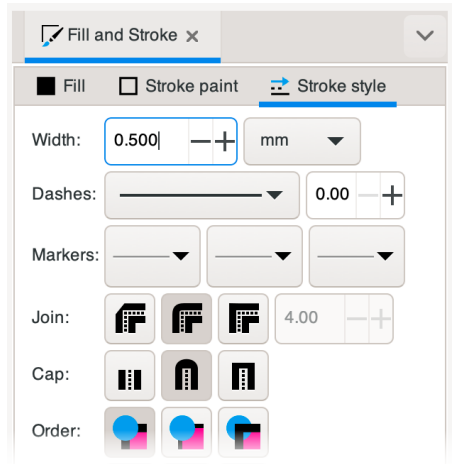 Fill and Stroke
Fill Stroke paint Stroke style
Width: 0.500 mm
Dashes: 0.00
Markers:
Join: 4.00
Cap:
Order: